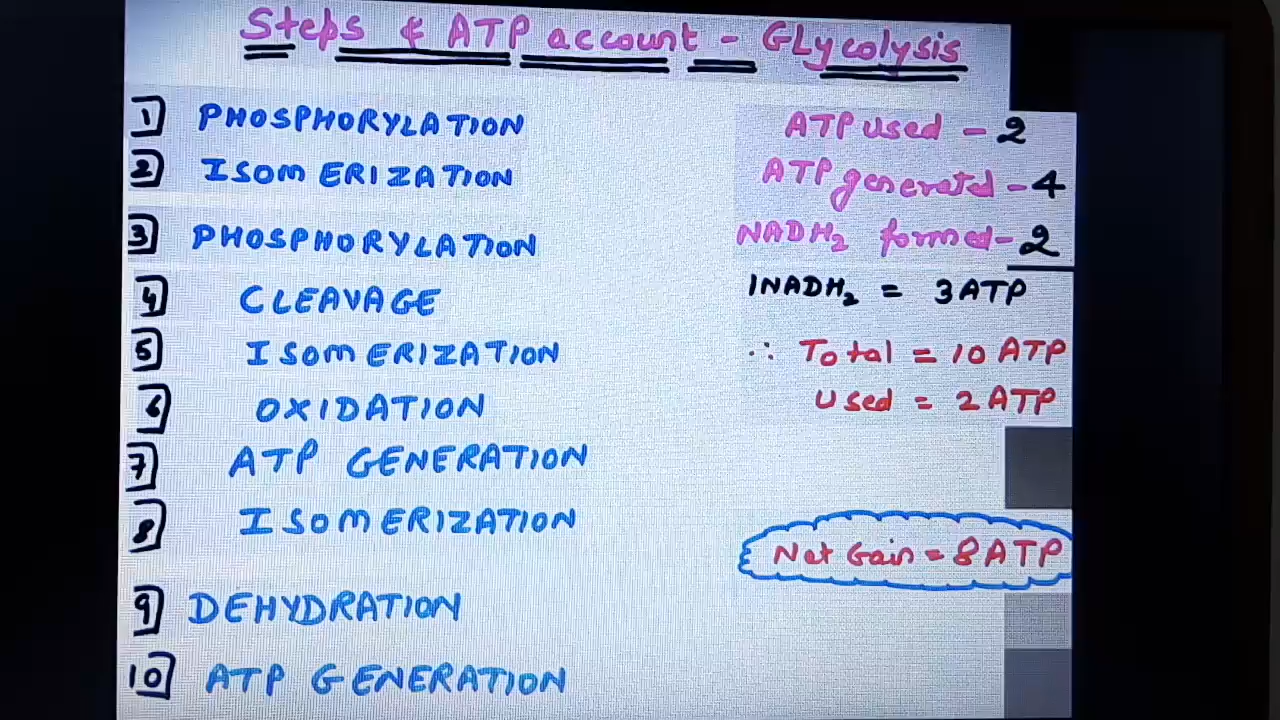 Steps & ATP account - GLycolysis
1 PHOSPHORYLATION
2 ISOMERIZATION
3 PHOSPHORYLATION
4 CLEAVAGE
5 ISOMERIZATION
6 OXIDATION
7 ATP GENERATION
8 ISOMERIZATION
9 DEHYDRATION
10 ATP GENERATION
ATP used - 2
ATP generated - 4
NADH₂ formed - 2
1NADH₂ = 3ATP
∴ Total = 10 ATP
Used = 2 ATP
Net Gain = 8 ATP